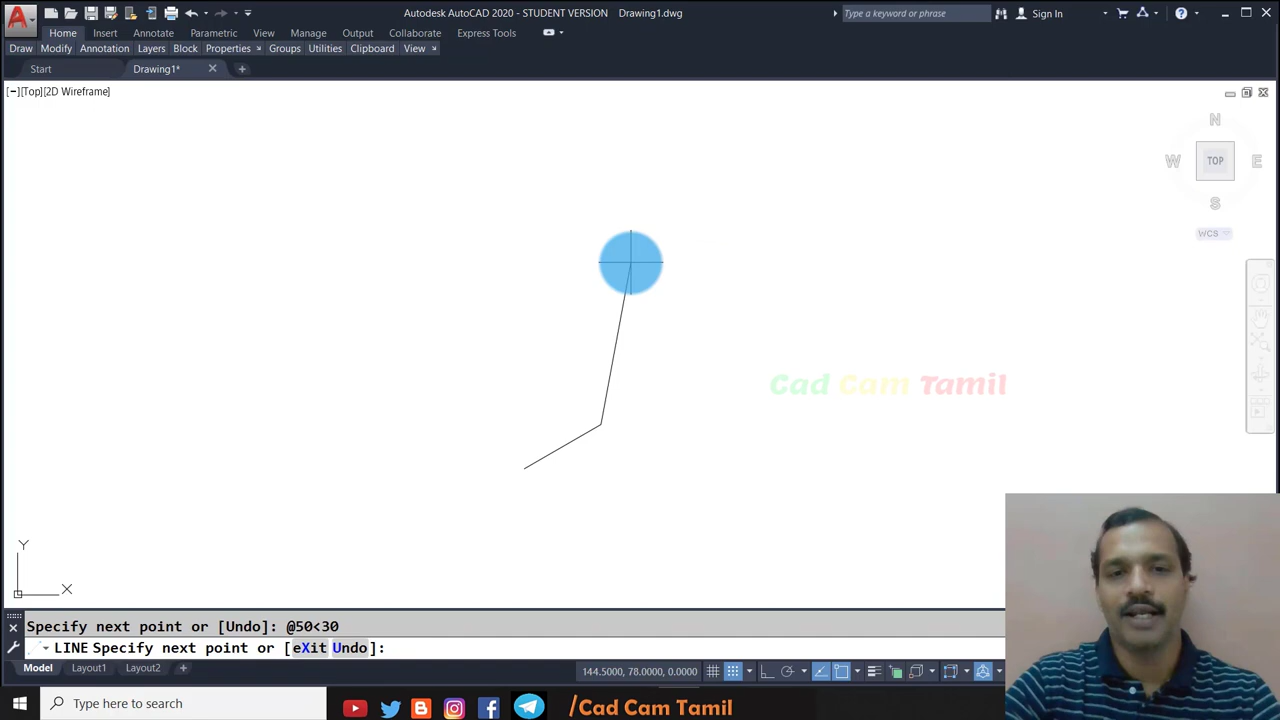 Autodesk AutoCAD 2020 - STUDENT VERSION Drawing1.dwg
Type a keyword or phrase
Sign In
Home Insert Annotate Parametric View Manage Output Collaborate Express Tools
Draw Modify Annotation Layers Block Properties Groups Utilities Clipboard View
Start Drawing1*
[−][Top][2D Wireframe]
N
W TOP E
S
WCS
Cad Cam Tamil
Y
X
Specify next point or [Undo]: @50<30
LINE Specify next point or [eXit Undo]:
Model Layout1 Layout2
144.5000, 78.0000, 0.0000
Type here to search
/Cad Cam Tamil